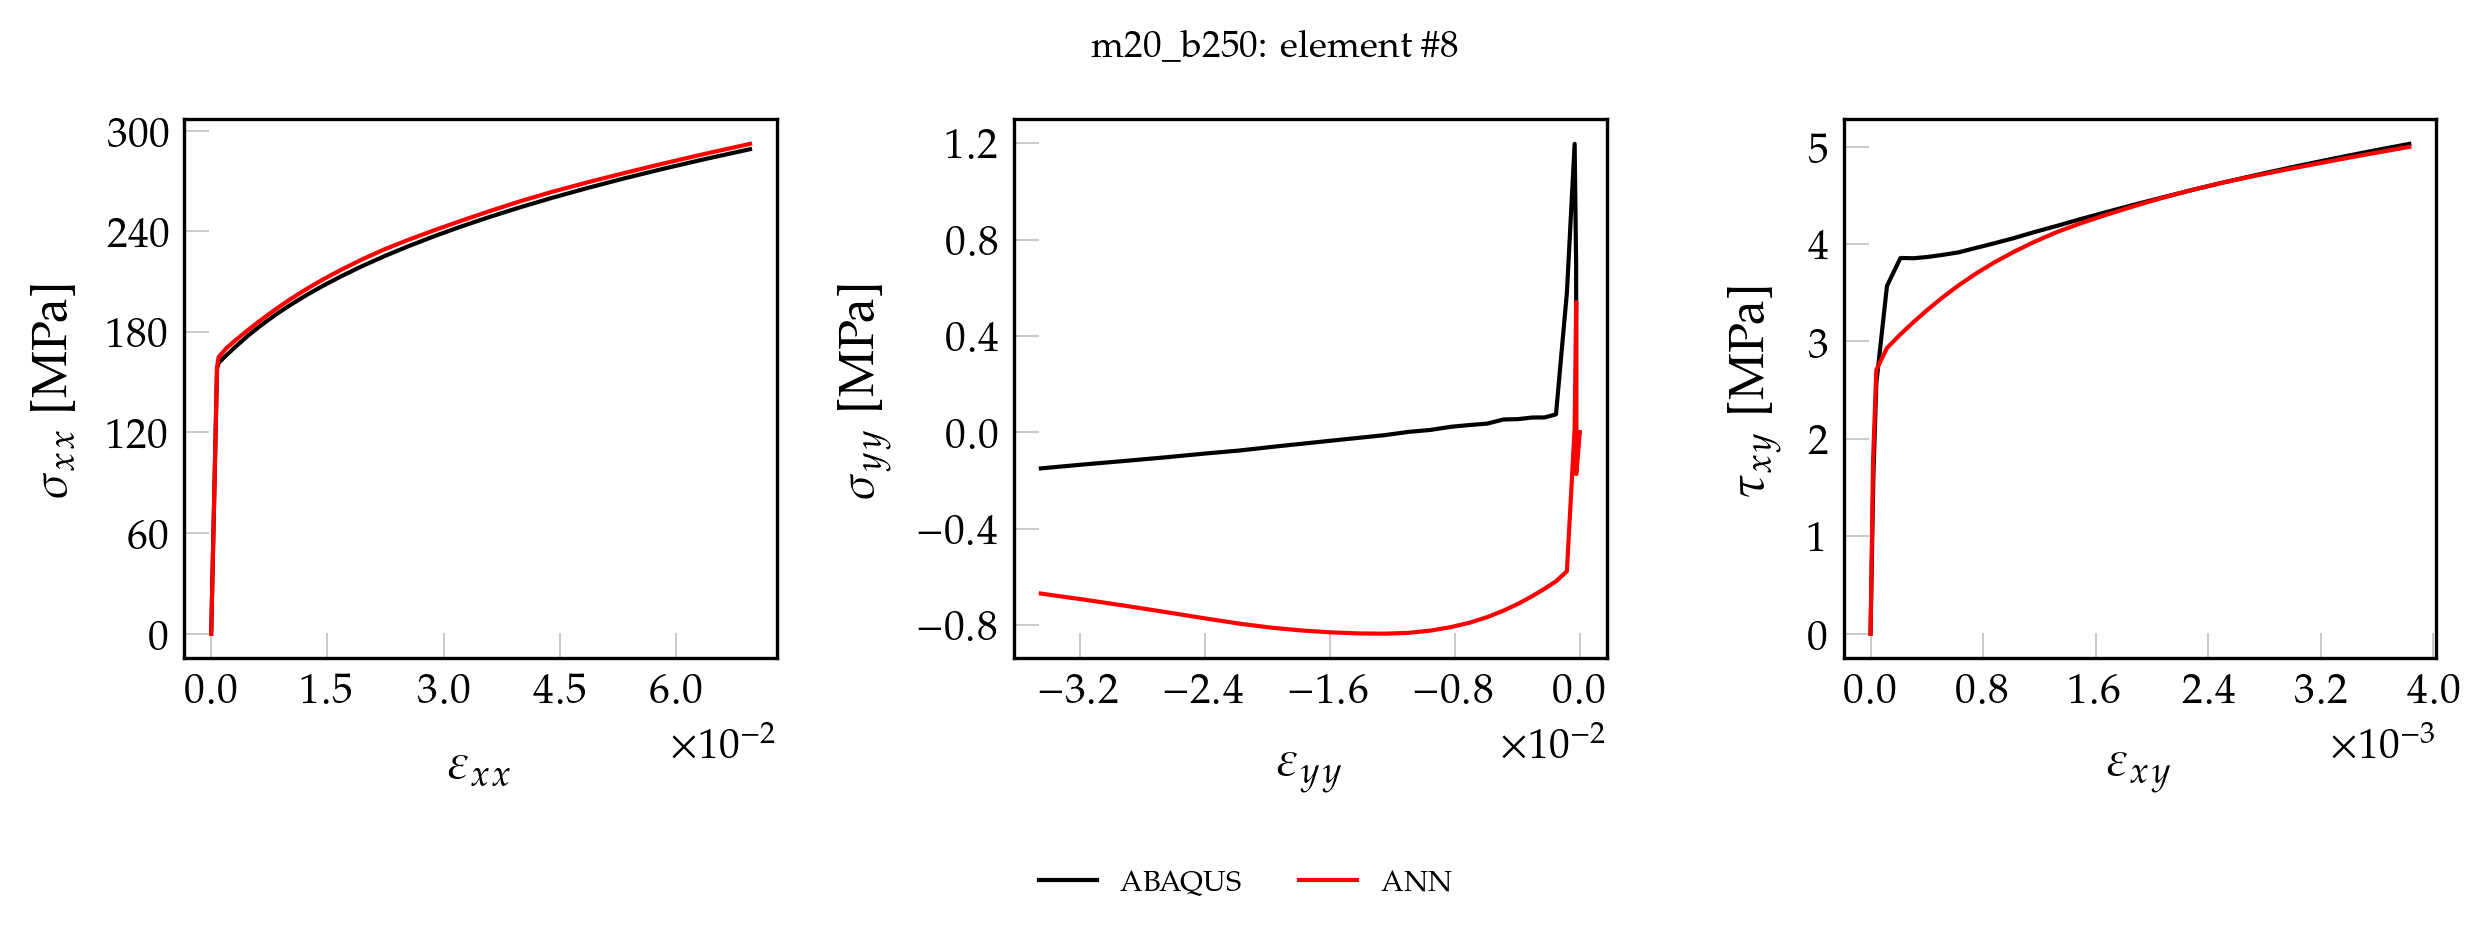 m20_b250: element #8
300
240
180
120
60
0
σxx [MPa]
0.0 1.5 3.0 4.5 6.0
×10−2
εxx
1.2
0.8
0.4
0.0
−0.4
−0.8
σyy [MPa]
−3.2 −2.4 −1.6 −0.8 0.0
×10−2
εyy
5
4
3
2
1
0
τxy [MPa]
0.0 0.8 1.6 2.4 3.2 4.0
×10−3
εxy
ABAQUS ANN